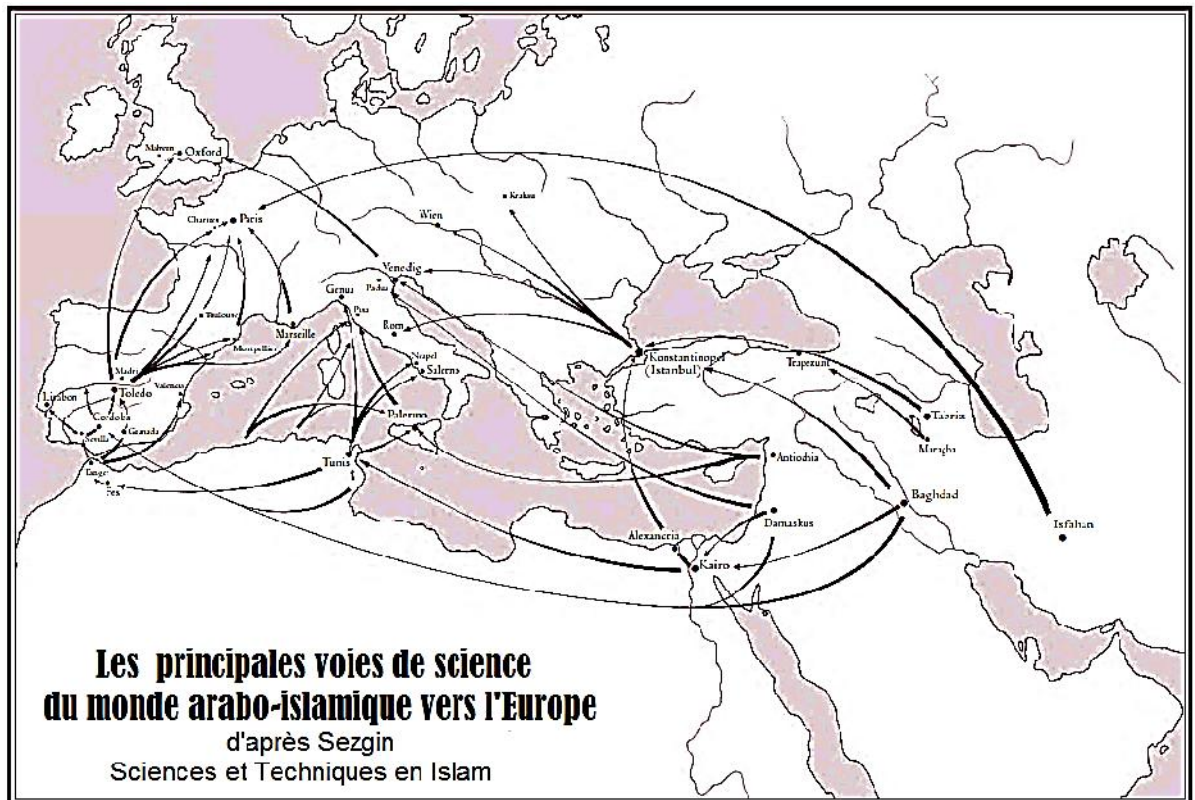 Malvern
Oxford
Chartres
Paris
Wien
Krakau
Venedig
Padua
Genua
Pisa
Toulouse
Marseille
Montpellier
Rom
Neapel
Salerno
Konstantinopel
(Istanbul)
Trapezunt
Madrid
Toledo
Valencia
Lissabon
Cordoba
Sevilla
Granada
Palermo
Täbris
Maragha
Tanger
Fes
Tunis
Antiochia
Baghdad
Isfahan
Damaskus
Alexandria
Kairo
Les principales voies de science
du monde arabo-islamique vers l'Europe
d'après Sezgin
Sciences et Techniques en Islam